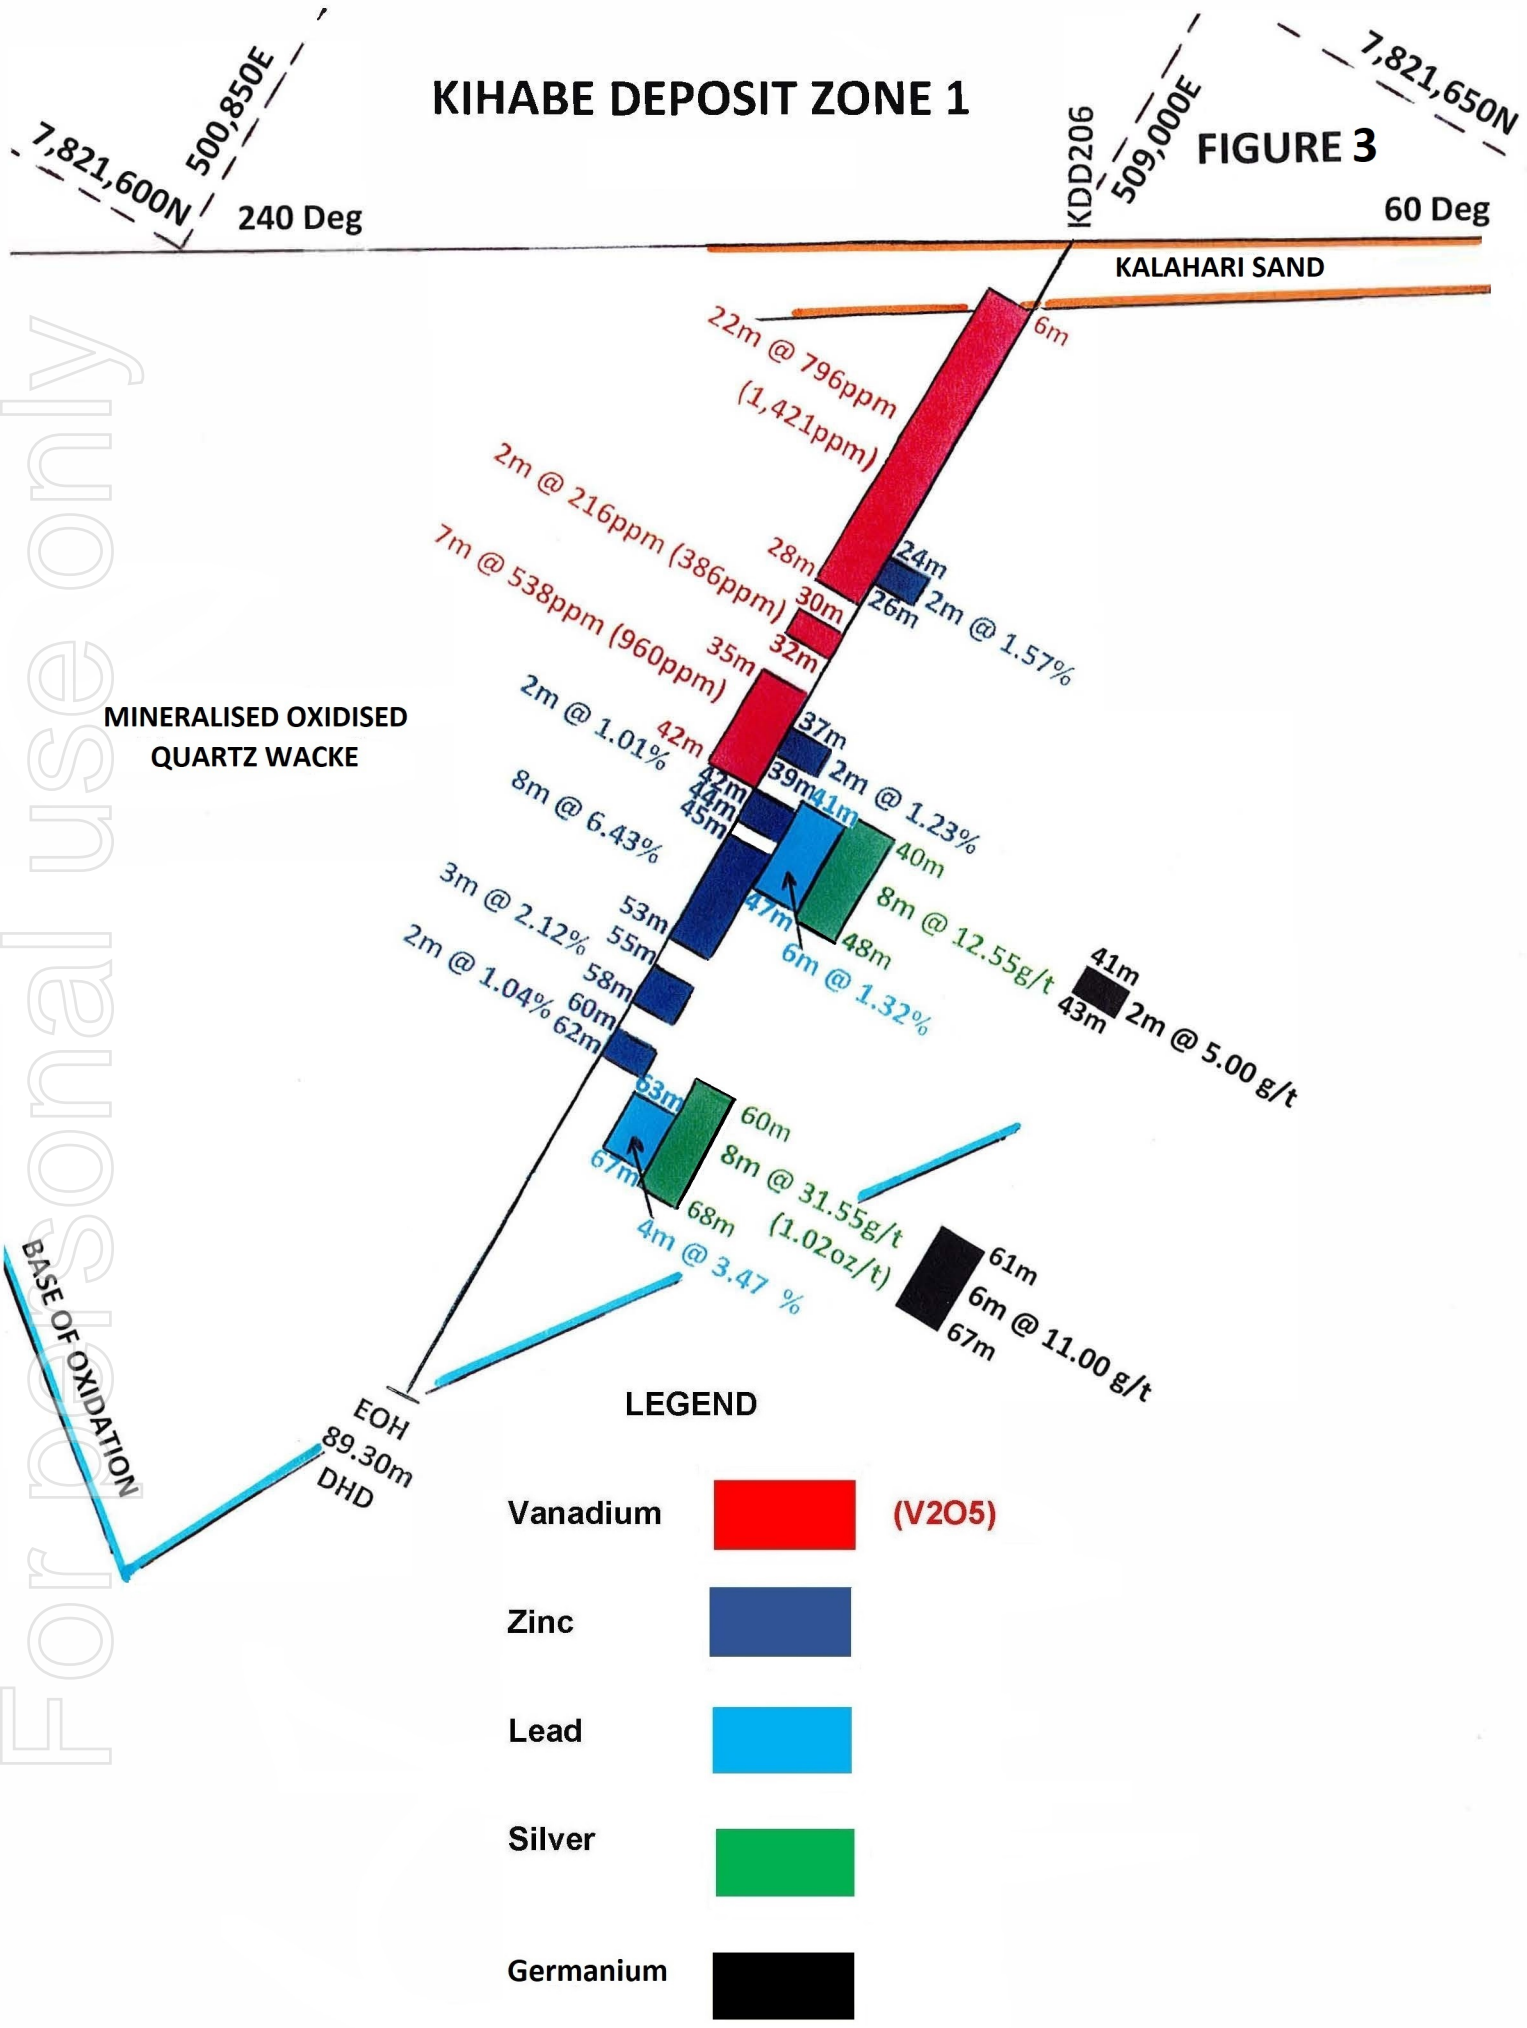 KIHABE DEPOSIT ZONE 1
FIGURE 3
7,821,600N
500,850E
KDD206
509,000E
7,821,650N
240 Deg
60 Deg
KALAHARI SAND
6m
22m @ 796ppm
(1,421ppm)
28m
24m
26m
2m @ 1.57%
2m @ 216ppm (386ppm)
30m
32m
7m @ 538ppm (960ppm)
35m
42m
37m
39m
2m @ 1.23%
MINERALISED OXIDISED
QUARTZ WACKE
2m @ 1.01%
42m
44m
45m
8m @ 6.43%
53m
41m
47m
6m @ 1.32%
40m
8m @ 12.55g/t
48m
41m
43m
2m @ 5.00 g/t
3m @ 2.12%
55m
58m
2m @ 1.04%
60m
62m
63m
67m
4m @ 3.47 %
60m
8m @ 31.55g/t
(1.02oz/t)
68m
61m
6m @ 11.00 g/t
67m
BASE OF OXIDATION
EOH
89.30m
DHD
LEGEND
Vanadium
(V2O5)
Zinc
Lead
Silver
Germanium
For personal use only